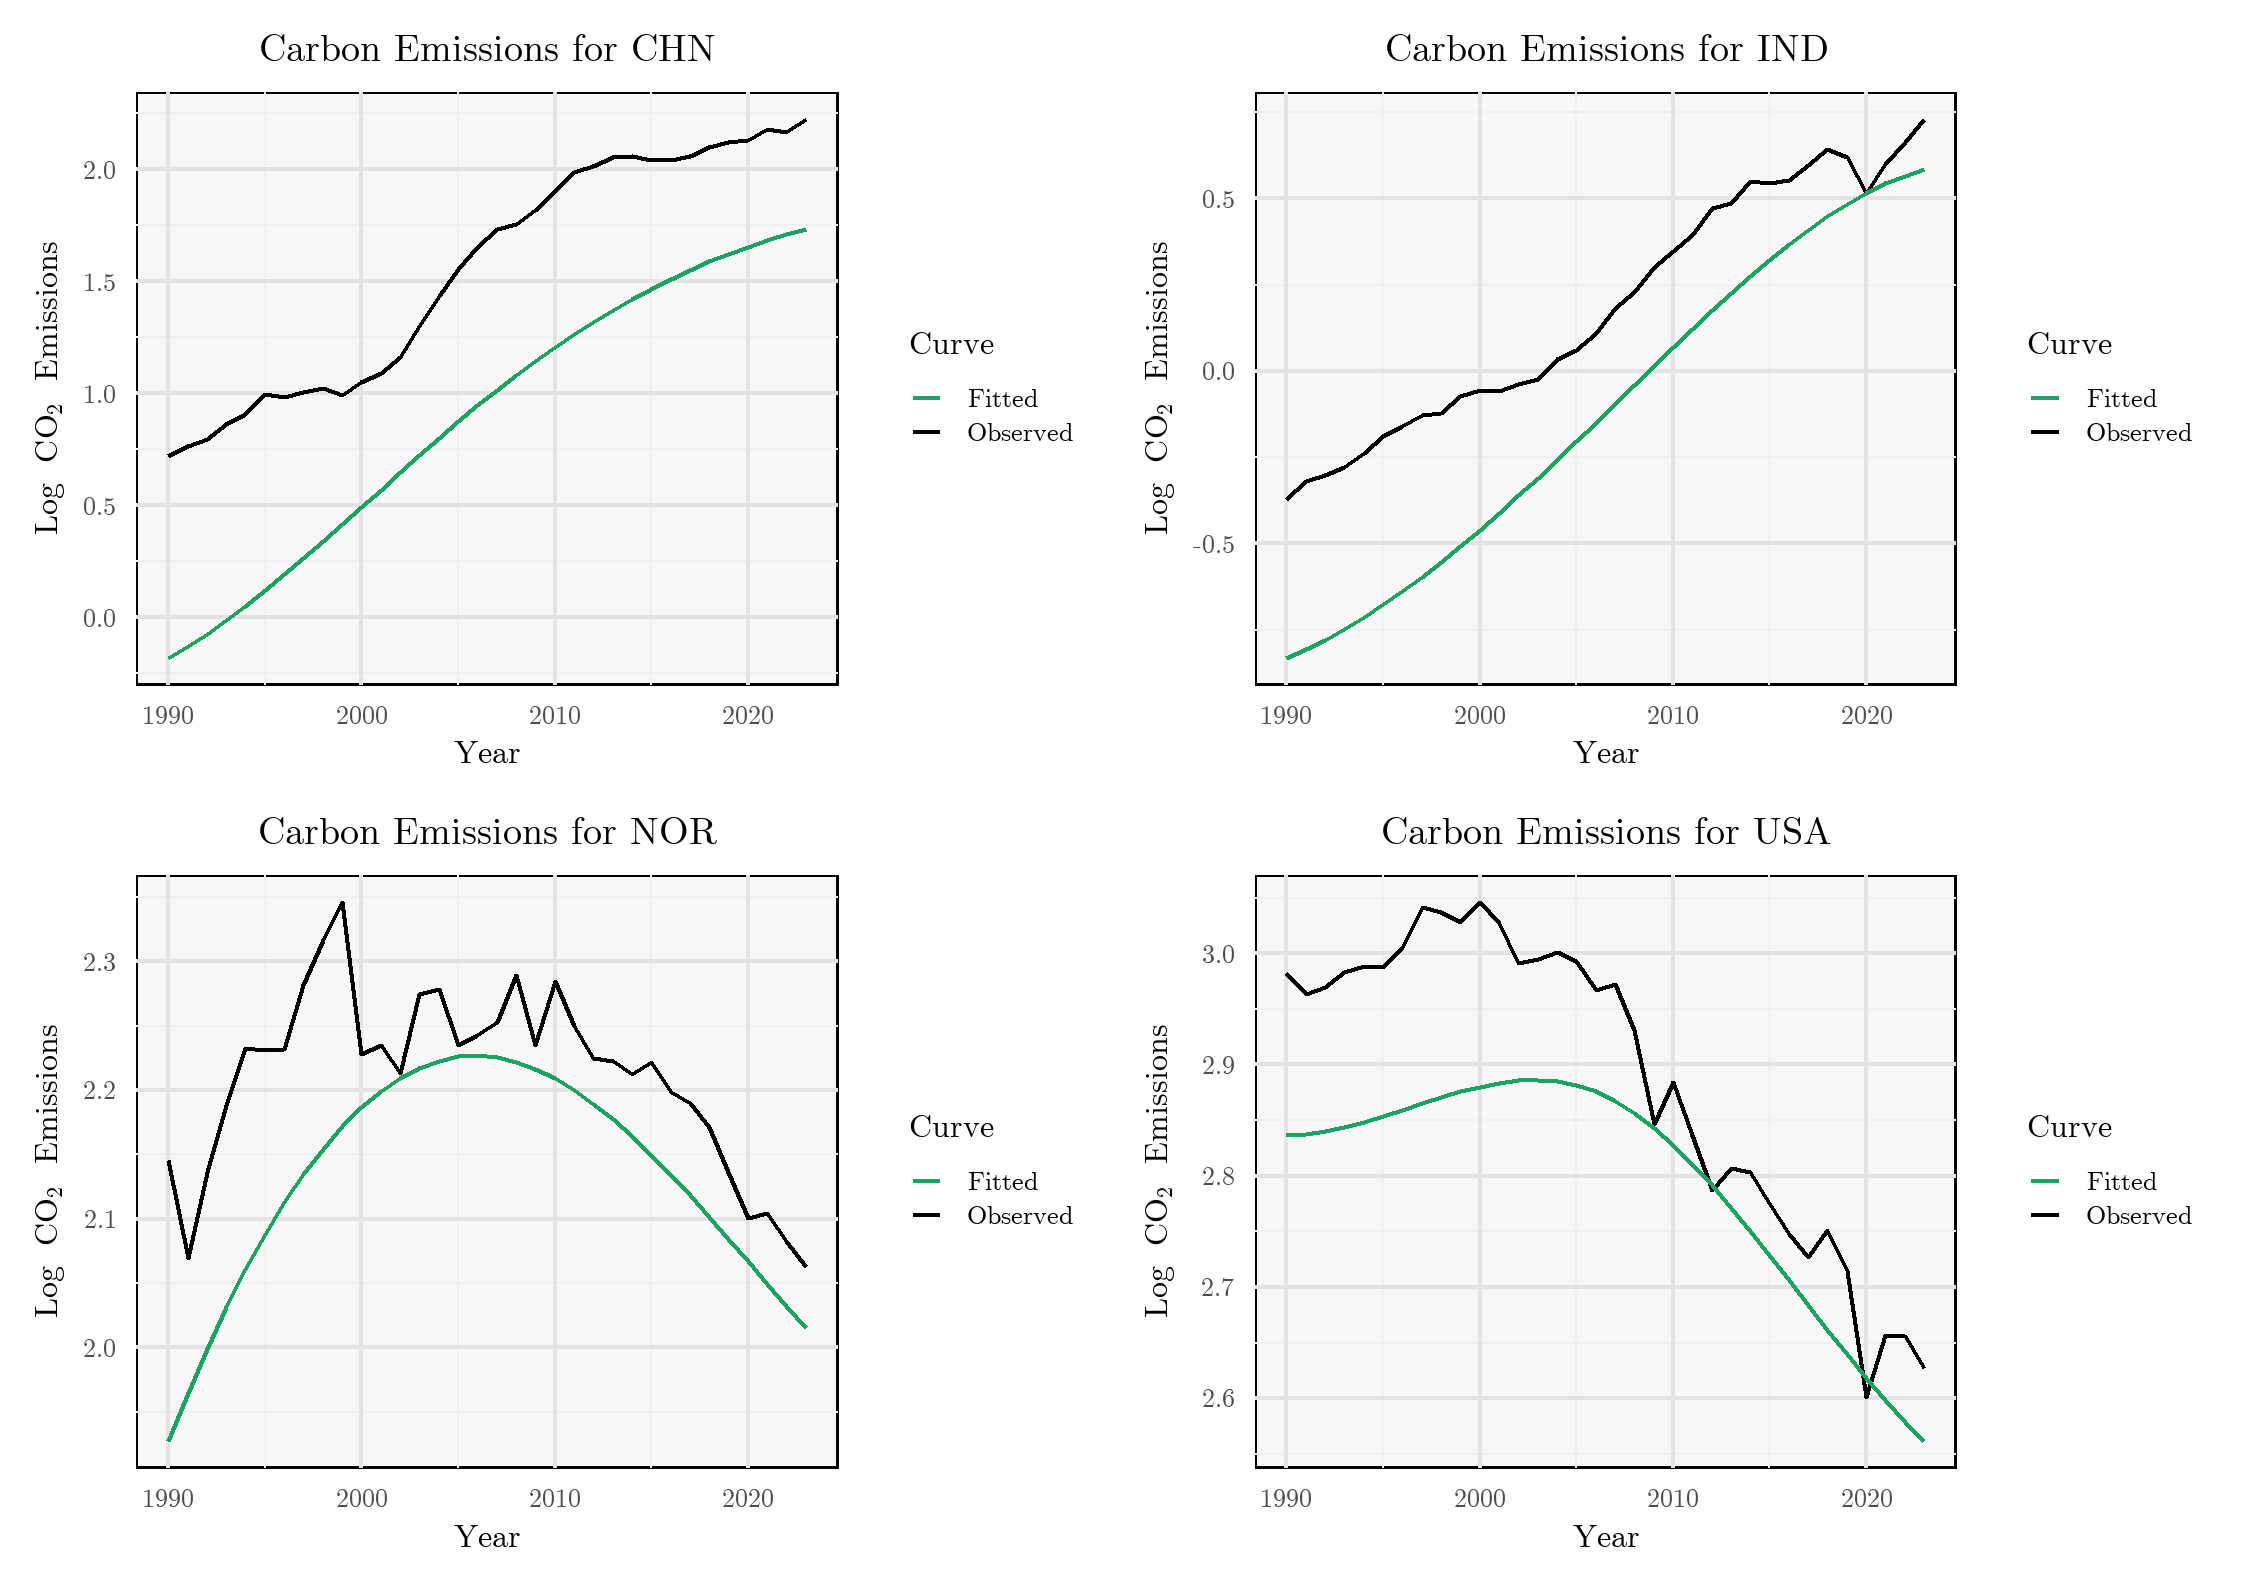 Carbon Emissions for CHN
Log CO₂ Emissions
2.0
1.5
1.0
0.5
0.0
1990 2000 2010 2020
Year
Curve
Fitted
Observed
Carbon Emissions for IND
Log CO₂ Emissions
0.5
0.0
-0.5
1990 2000 2010 2020
Year
Curve
Fitted
Observed
Carbon Emissions for NOR
Log CO₂ Emissions
2.3
2.2
2.1
2.0
1990 2000 2010 2020
Year
Curve
Fitted
Observed
Carbon Emissions for USA
Log CO₂ Emissions
3.0
2.9
2.8
2.7
2.6
1990 2000 2010 2020
Year
Curve
Fitted
Observed